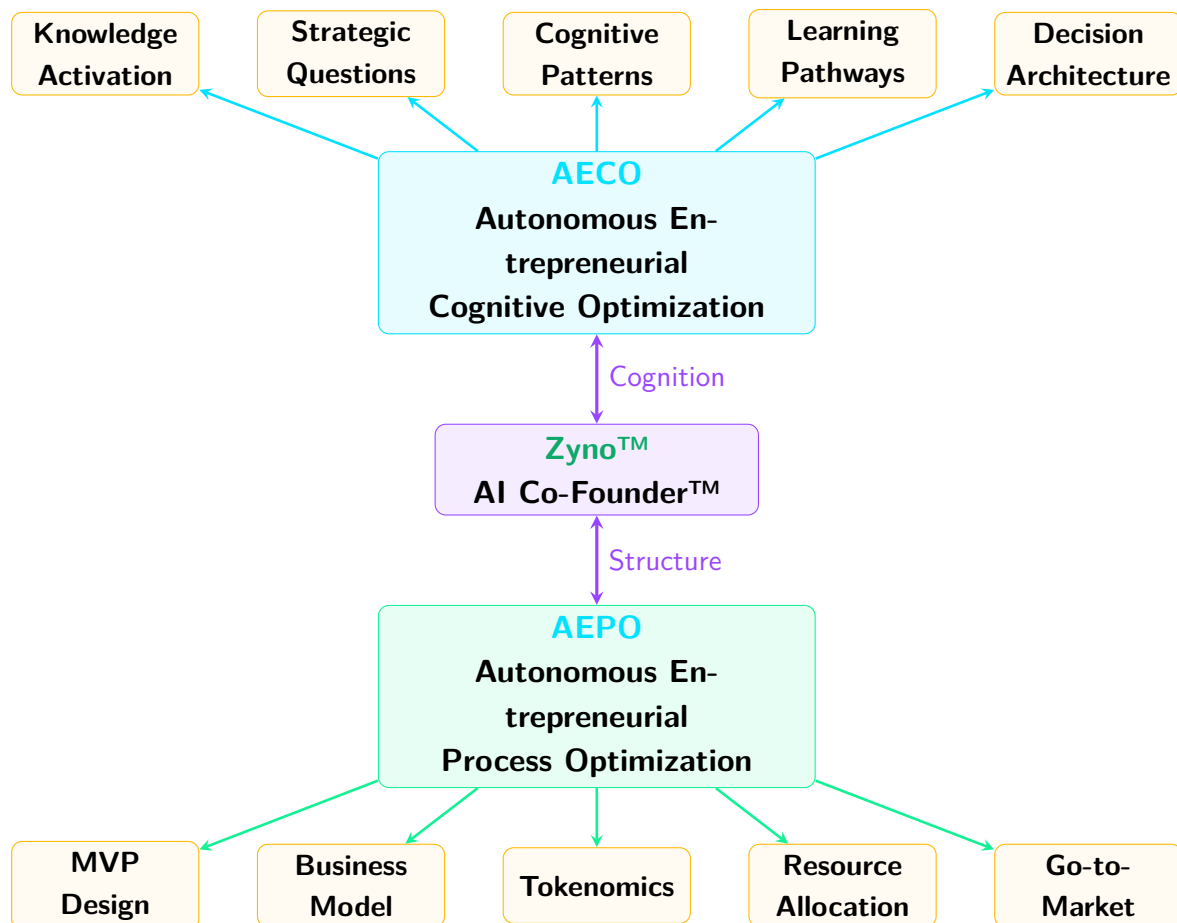 Knowledge
Activation
Strategic
Questions
Cognitive
Patterns
Learning
Pathways
Decision
Architecture
AECO
Autonomous En-
trepreneurial
Cognitive Optimization
Cognition
Zyno™
AI Co-Founder™
Structure
AEPO
Autonomous En-
trepreneurial
Process Optimization
MVP
Design
Business
Model
Tokenomics
Resource
Allocation
Go-to-
Market